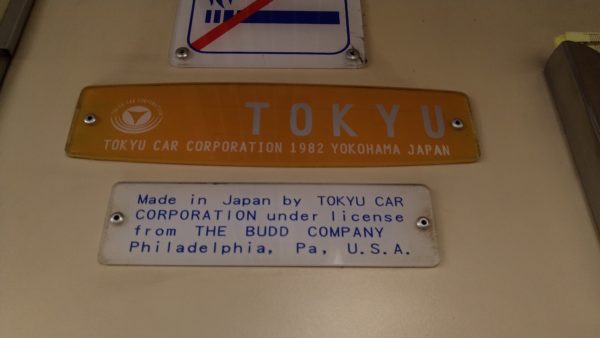 TOKYU
TOKYU CAR CORPORATION 1982 YOKOHAMA JAPAN
Made in Japan by TOKYU CAR
CORPORATION under license
from THE BUDD COMPANY
Philadelphia, Pa, U.S.A.